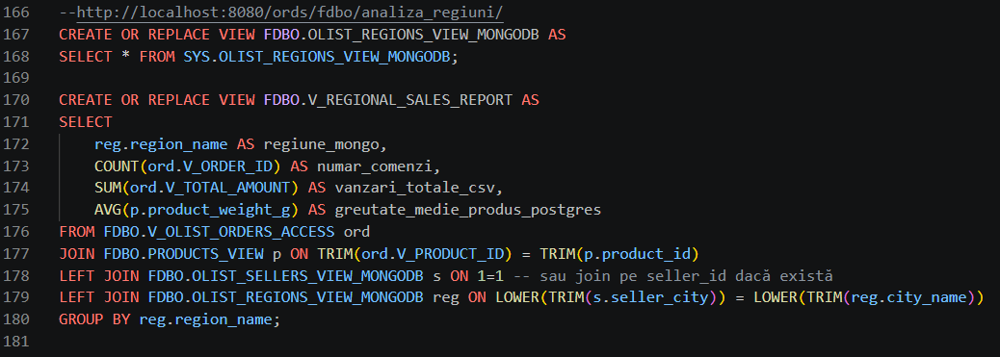 166 --http://localhost:8080/ords/fdbo/analiza_regiuni/
167 CREATE OR REPLACE VIEW FDBO.OLIST_REGIONS_VIEW_MONGODB AS
168 SELECT * FROM SYS.OLIST_REGIONS_VIEW_MONGODB;
169
170 CREATE OR REPLACE VIEW FDBO.V_REGIONAL_SALES_REPORT AS
171 SELECT
172     reg.region_name AS regiune_mongo,
173     COUNT(ord.V_ORDER_ID) AS numar_comenzi,
174     SUM(ord.V_TOTAL_AMOUNT) AS vanzari_totale_csv,
175     AVG(p.product_weight_g) AS greutate_medie_produs_postgres
176 FROM FDBO.V_OLIST_ORDERS_ACCESS ord
177 JOIN FDBO.PRODUCTS_VIEW p ON TRIM(ord.V_PRODUCT_ID) = TRIM(p.product_id)
178 LEFT JOIN FDBO.OLIST_SELLERS_VIEW_MONGODB s ON 1=1 -- sau join pe seller_id dacă există
179 LEFT JOIN FDBO.OLIST_REGIONS_VIEW_MONGODB reg ON LOWER(TRIM(s.seller_city)) = LOWER(TRIM(reg.city_name))
180 GROUP BY reg.region_name;
181